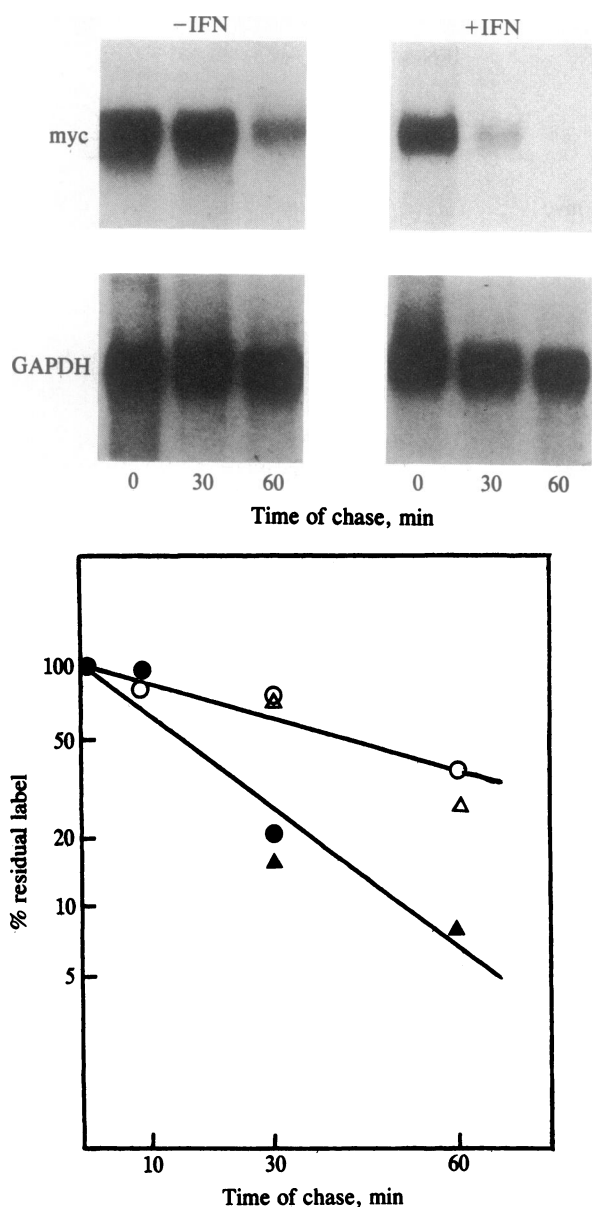 −IFN +IFN
myc
GAPDH
0 30 60 0 30 60
Time of chase, min
100
50
20
10
5
% residual label
10 30 60
Time of chase, min